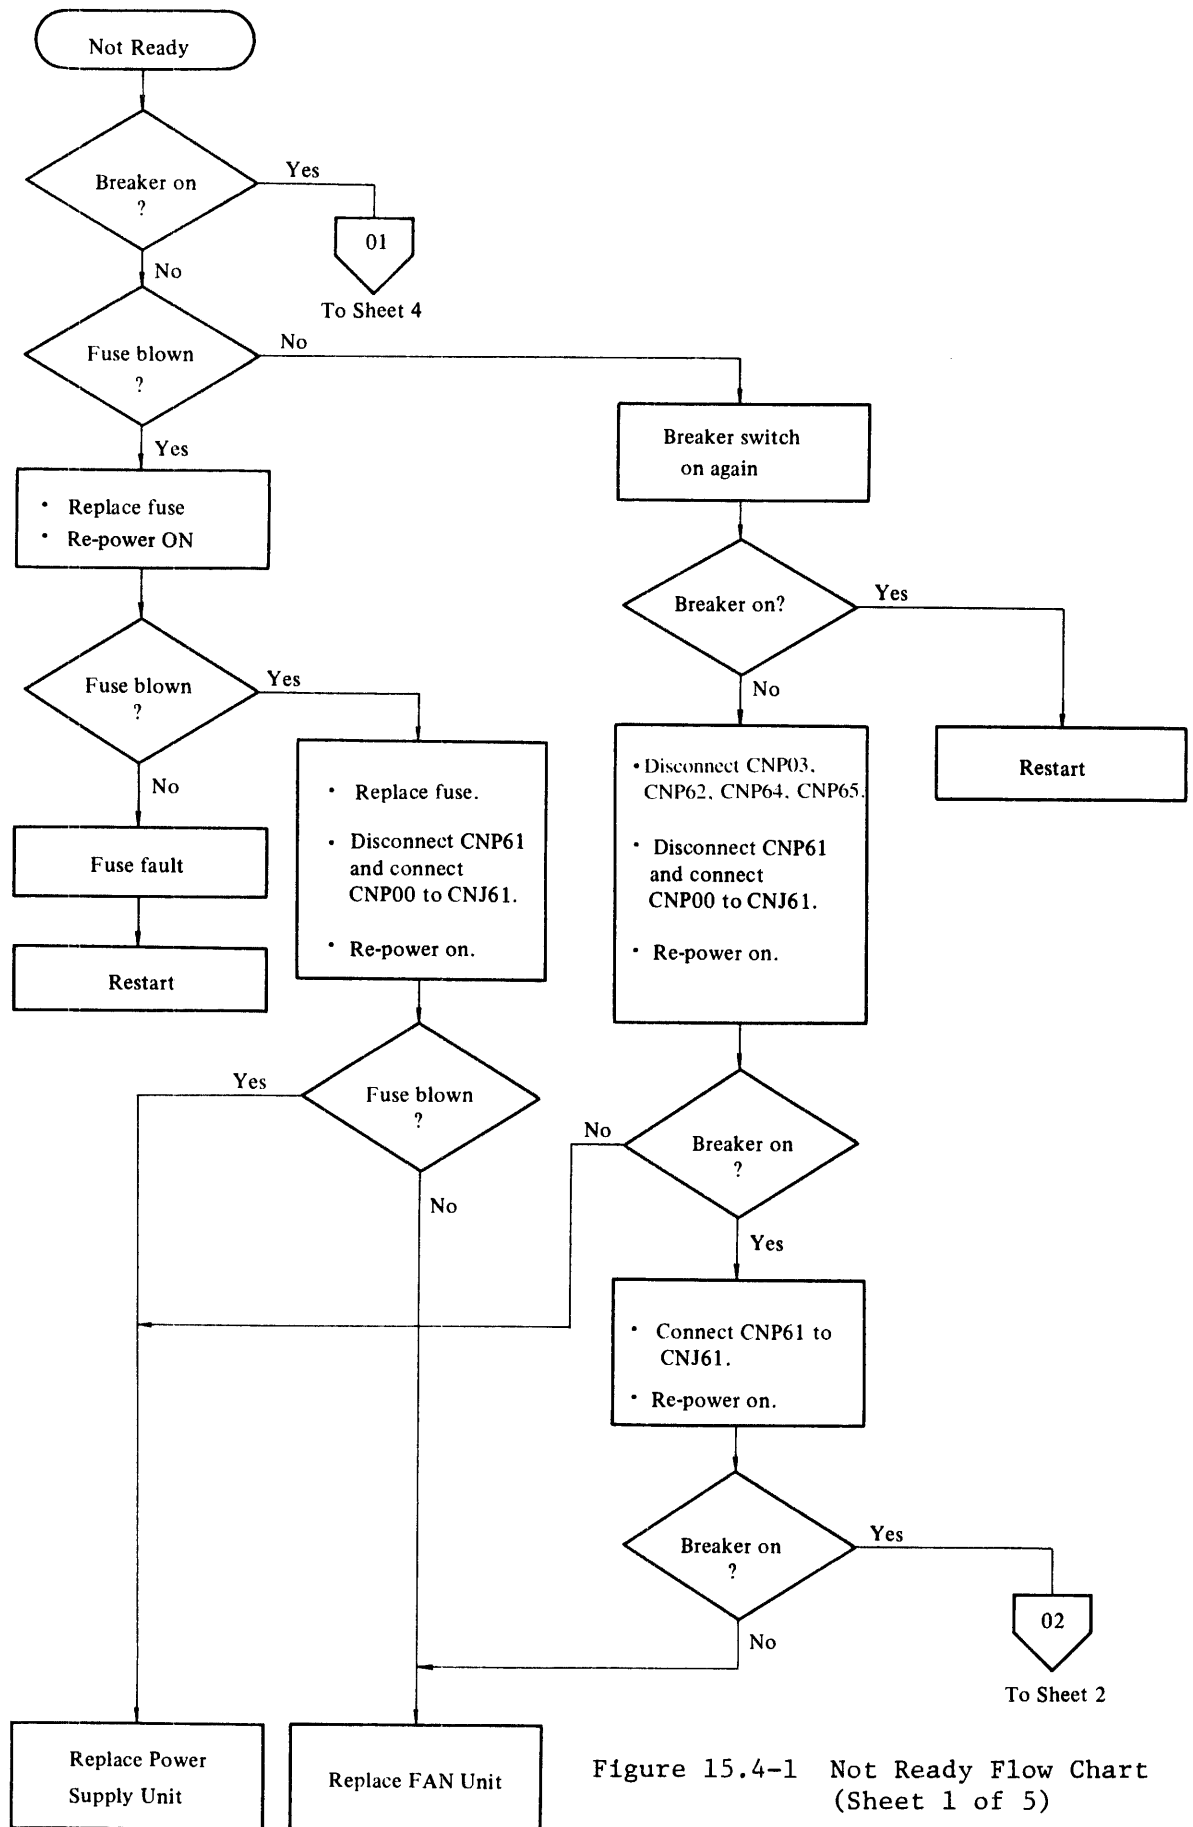 Not Ready
Breaker on
?
Yes
01
To Sheet 4
No
Fuse blown
?
No
Yes
• Replace fuse
• Re-power ON
Breaker switch
on again
Breaker on?
Yes
No
Restart
Fuse blown
?
Yes
No
Fuse fault
Restart
• Replace fuse.
• Disconnect CNP61
and connect
CNP00 to CNJ61.
• Re-power on.
• Disconnect CNP03,
CNP62, CNP64, CNP65.
• Disconnect CNP61
and connect
CNP00 to CNJ61.
• Re-power on.
Yes
Fuse blown
?
No
No
Breaker on
?
Yes
• Connect CNP61 to
CNJ61.
• Re-power on.
Breaker on
?
Yes
No
02
To Sheet 2
Replace Power
Supply Unit
Replace FAN Unit
Figure 15.4-1 Not Ready Flow Chart
(Sheet 1 of 5)